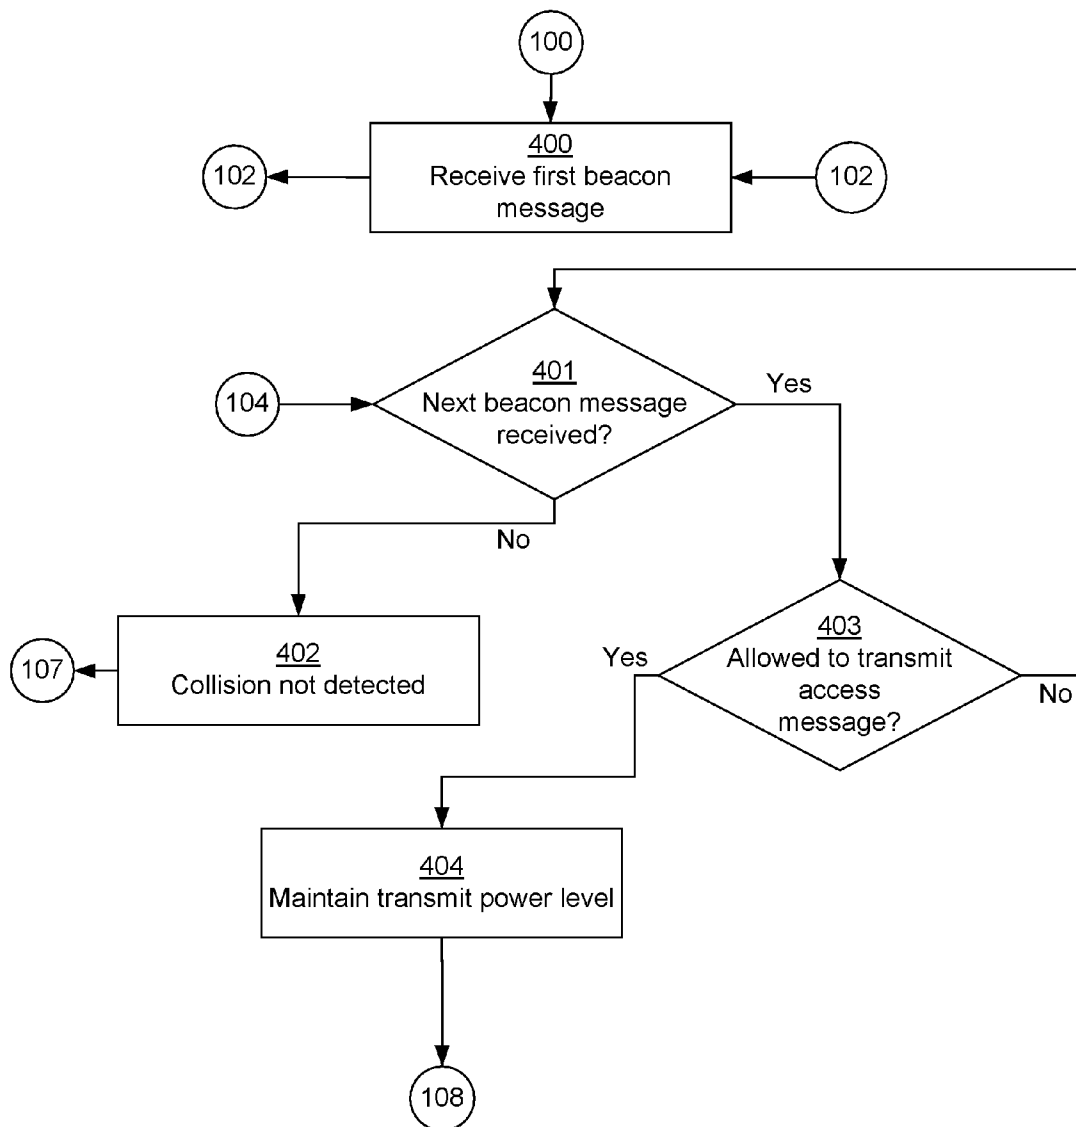 100
400
102
Receive first beacon
message
102
401
Yes
104
Next beacon message
received?
No
403
402
Yes
Allowed to transmit
107
Collision not detected
access
No
message?
404
Maintain transmit power level
108